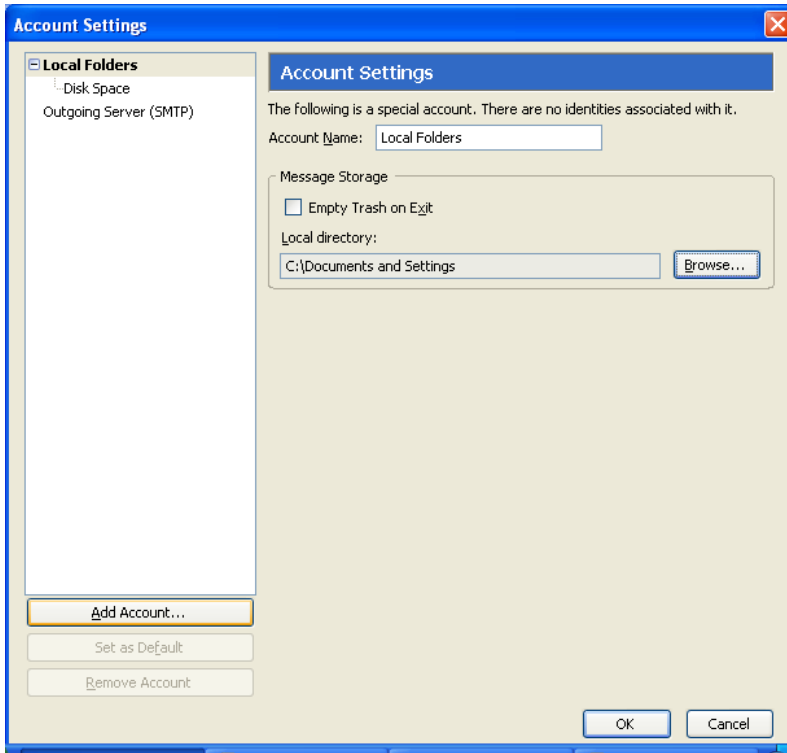 Account Settings
Local Folders
Disk Space
Outgoing Server (SMTP)
Account Settings
The following is a special account. There are no identities associated with it.
Account Name: Local Folders
Message Storage
Empty Trash on Exit
Local directory:
C:\Documents and Settings Browse...
Add Account...
Set as Default
Remove Account
OK Cancel